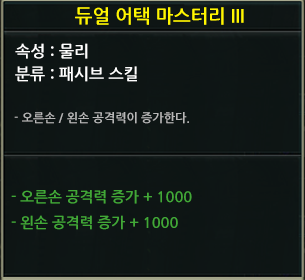 듀얼 어택 마스터리 III
속성 : 물리
분류 : 패시브 스킬
- 오른손 / 왼손 공격력이 증가한다.
- 오른손 공격력 증가 + 1000
- 왼손 공격력 증가 + 1000